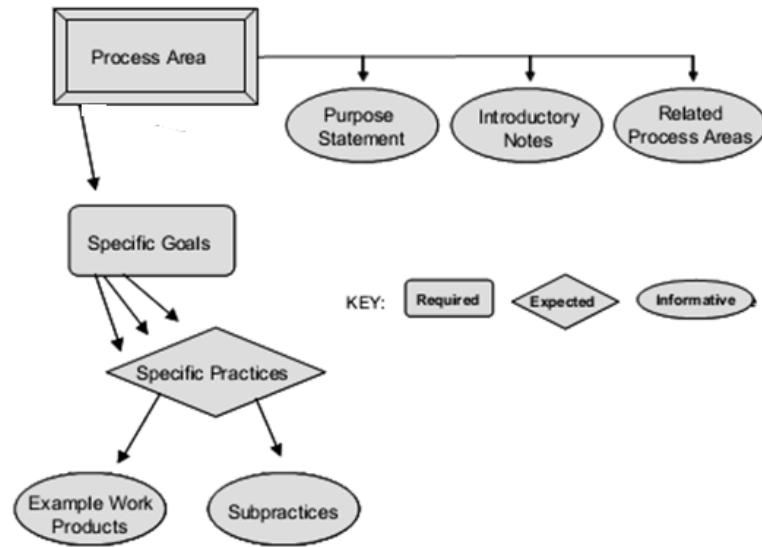 Process Area
Purpose
Statement
Introductory
Notes
Related
Process Areas
Specific Goals
KEY:
Required
Expected
Informative
Specific Practices
Example Work
Products
Subpractices